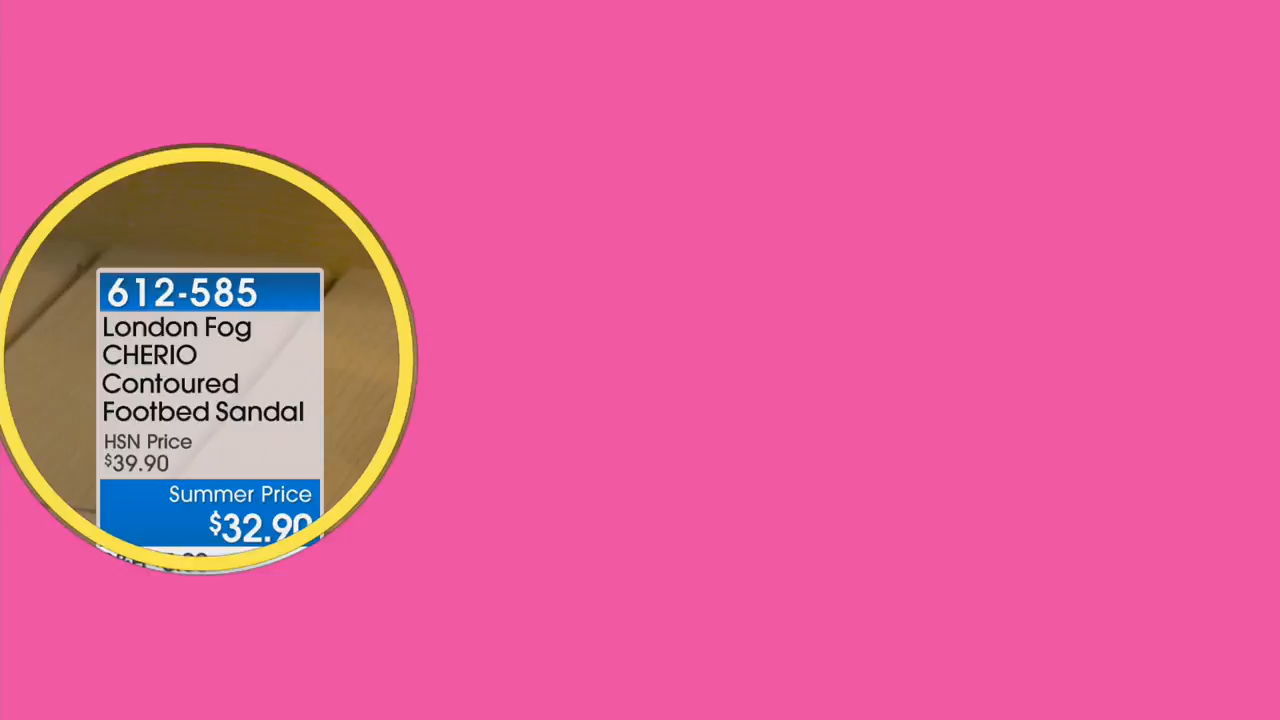 612-585
London Fog
CHERIO
Contoured
Footbed Sandal
HSN Price
$39.90
Summer Price
$32.90